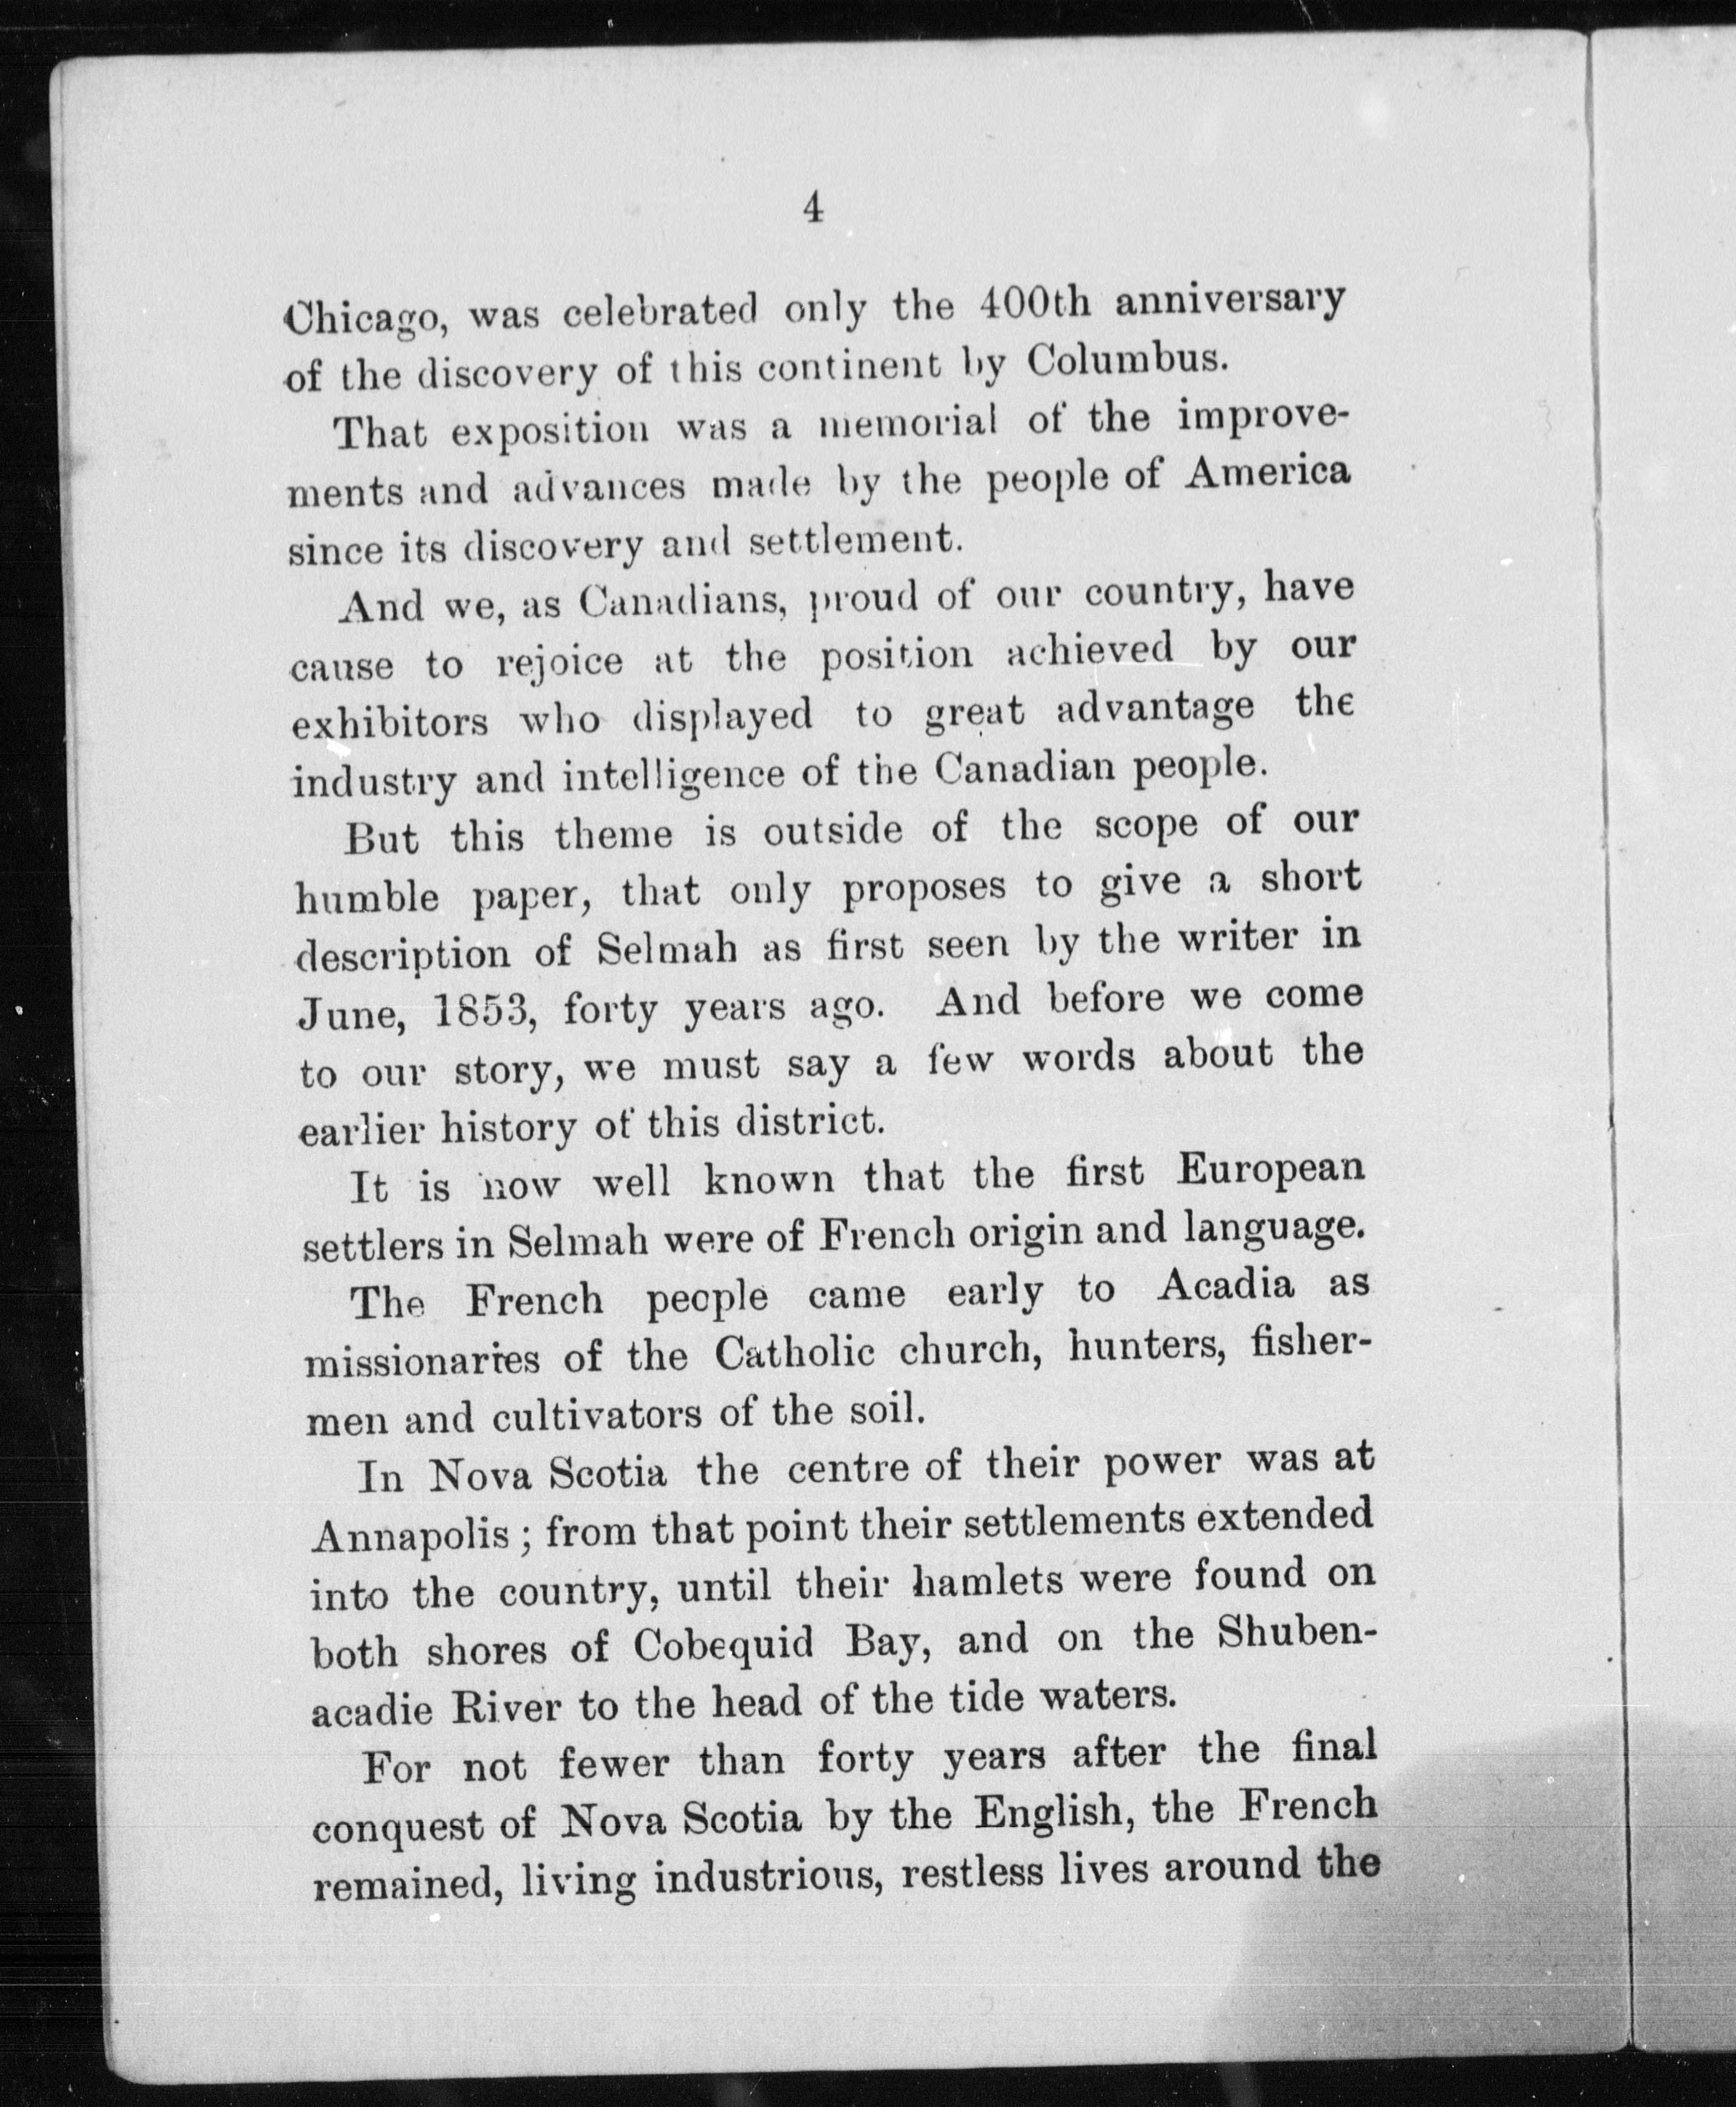 4
Chicago, was celebrated only the 400th anniversary
of the discovery of this continent by Columbus.
That exposition was a memorial of the improve-
ments and advances made by the people of America
since its discovery and settlement.
And we, as Canadians, proud of our country, have
cause to rejoice at the position achieved by our
exhibitors who displayed to great advantage the
industry and intelligence of the Canadian people.
But this theme is outside of the scope of our
humble paper, that only proposes to give a short
description of Selmah as first seen by the writer in
June, 1853, forty years ago. And before we come
to our story, we must say a few words about the
earlier history of this district.
It is now well known that the first European
settlers in Selmah were of French origin and language.
The French people came early to Acadia as
missionaries of the Catholic church, hunters, fisher-
men and cultivators of the soil.
In Nova Scotia the centre of their power was at
Annapolis ; from that point their settlements extended
into the country, until their hamlets were found on
both shores of Cobequid Bay, and on the Shuben-
acadie River to the head of the tide waters.
For not fewer than forty years after the final
conquest of Nova Scotia by the English, the French
remained, living industrious, restless lives around the